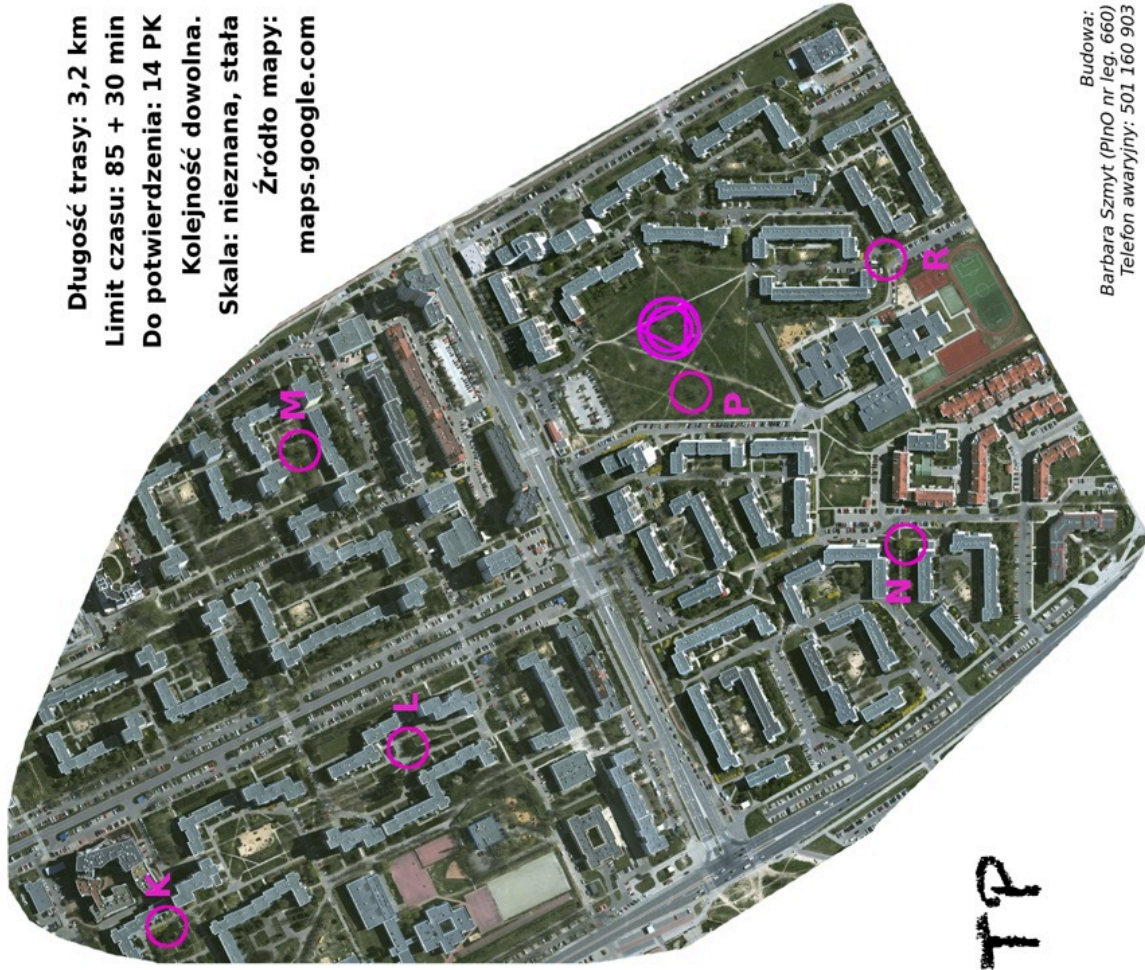 Długość trasy: 3,2 km
Limit czasu: 85 + 30 min
Do potwierdzenia: 14 PK
Kolejność dowolna.
Skala: nieznana, stała
Źródło mapy:
maps.google.com
K
L
M
N
P
R
TP
Budowa:
Barbara Szmyt (PInO nr leg. 660)
Telefon awaryjny: 501 160 903